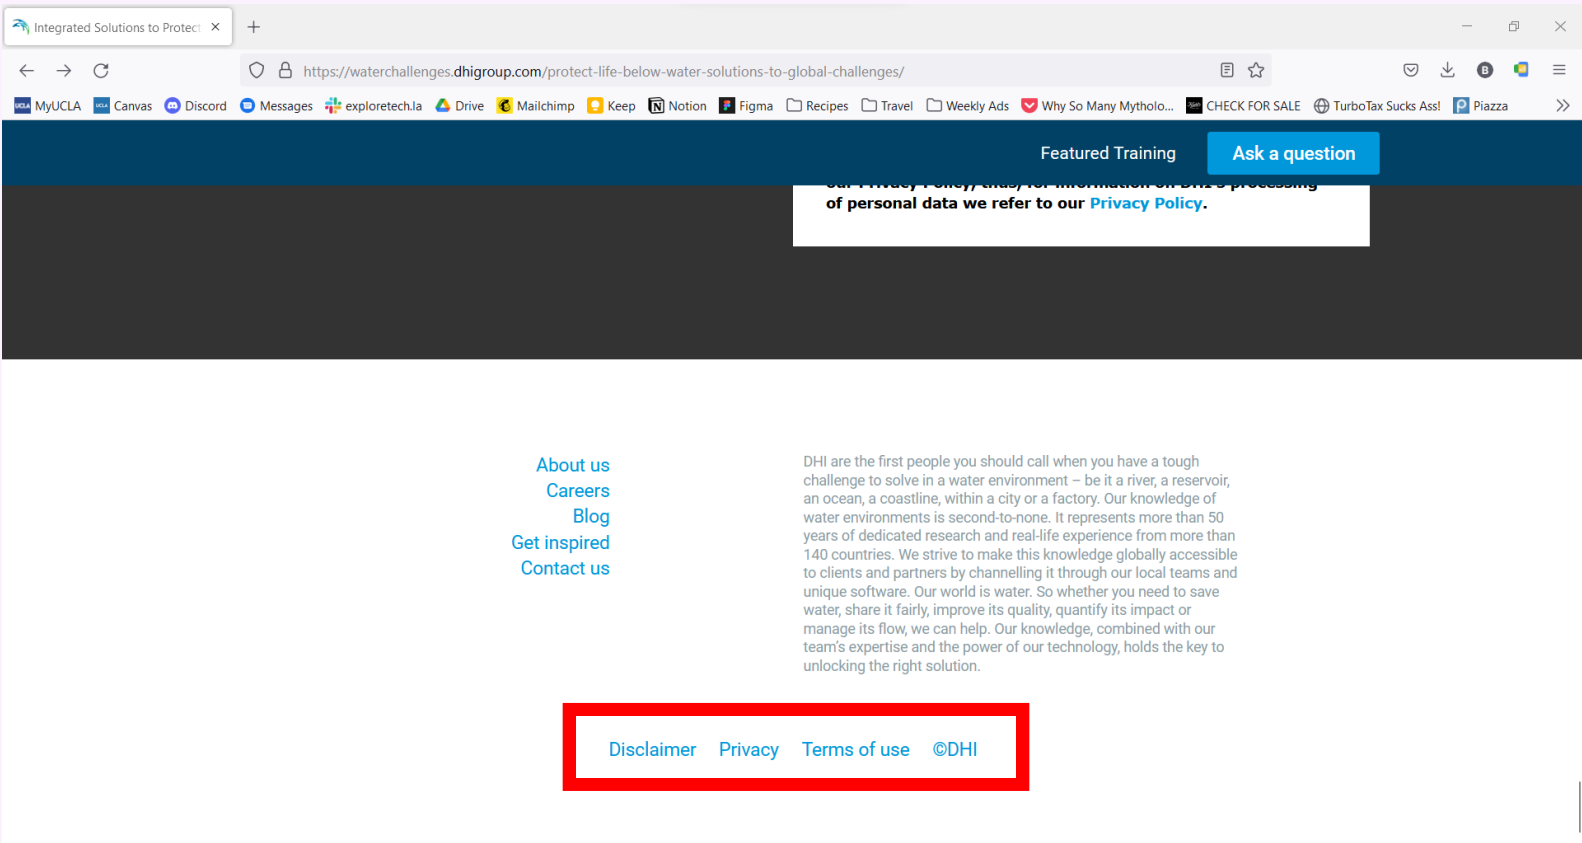 Integrated Solutions to Protect
https://waterchallenges.dhigroup.com/protect-life-below-water-solutions-to-global-challenges/
B
MyUCLA Canvas Discord Messages exploretech.la Drive Mailchimp Keep Notion Figma Recipes Travel Weekly Ads Why So Many Mytholo... CHECK FOR SALE TurboTax Sucks Ass! Piazza
Featured Training Ask a question
our Privacy Policy, thus, for information on DHI's processing
of personal data we refer to our Privacy Policy.
About us
Careers
Blog
Get inspired
Contact us
DHI are the first people you should call when you have a tough
challenge to solve in a water environment – be it a river, a reservoir,
an ocean, a coastline, within a city or a factory. Our knowledge of
water environments is second-to-none. It represents more than 50
years of dedicated research and real-life experience from more than
140 countries. We strive to make this knowledge globally accessible
to clients and partners by channelling it through our local teams and
unique software. Our world is water. So whether you need to save
water, share it fairly, improve its quality, quantify its impact or
manage its flow, we can help. Our knowledge, combined with our
team's expertise and the power of our technology, holds the key to
unlocking the right solution.
Disclaimer Privacy Terms of use ©DHI